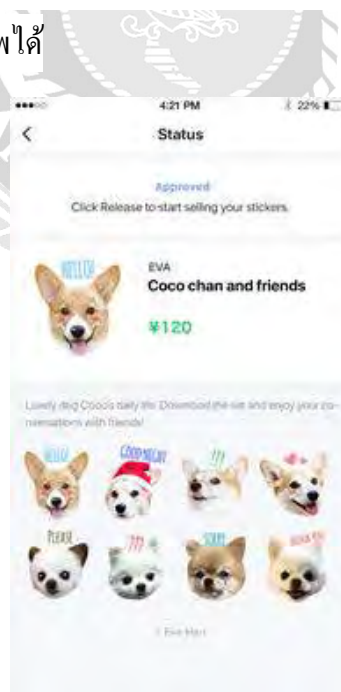 พได้
4:21 PM
22%
Status
Approved
Click Release to start selling your stickers.
HELLO!
EVA
Coco chan and friends
¥120
Lovely dog Coco's daily life. Download the set and enjoy your co-
nversations with friends!
HELLO!
GOOD NIGHT
???
PLEASE
???
SORRY